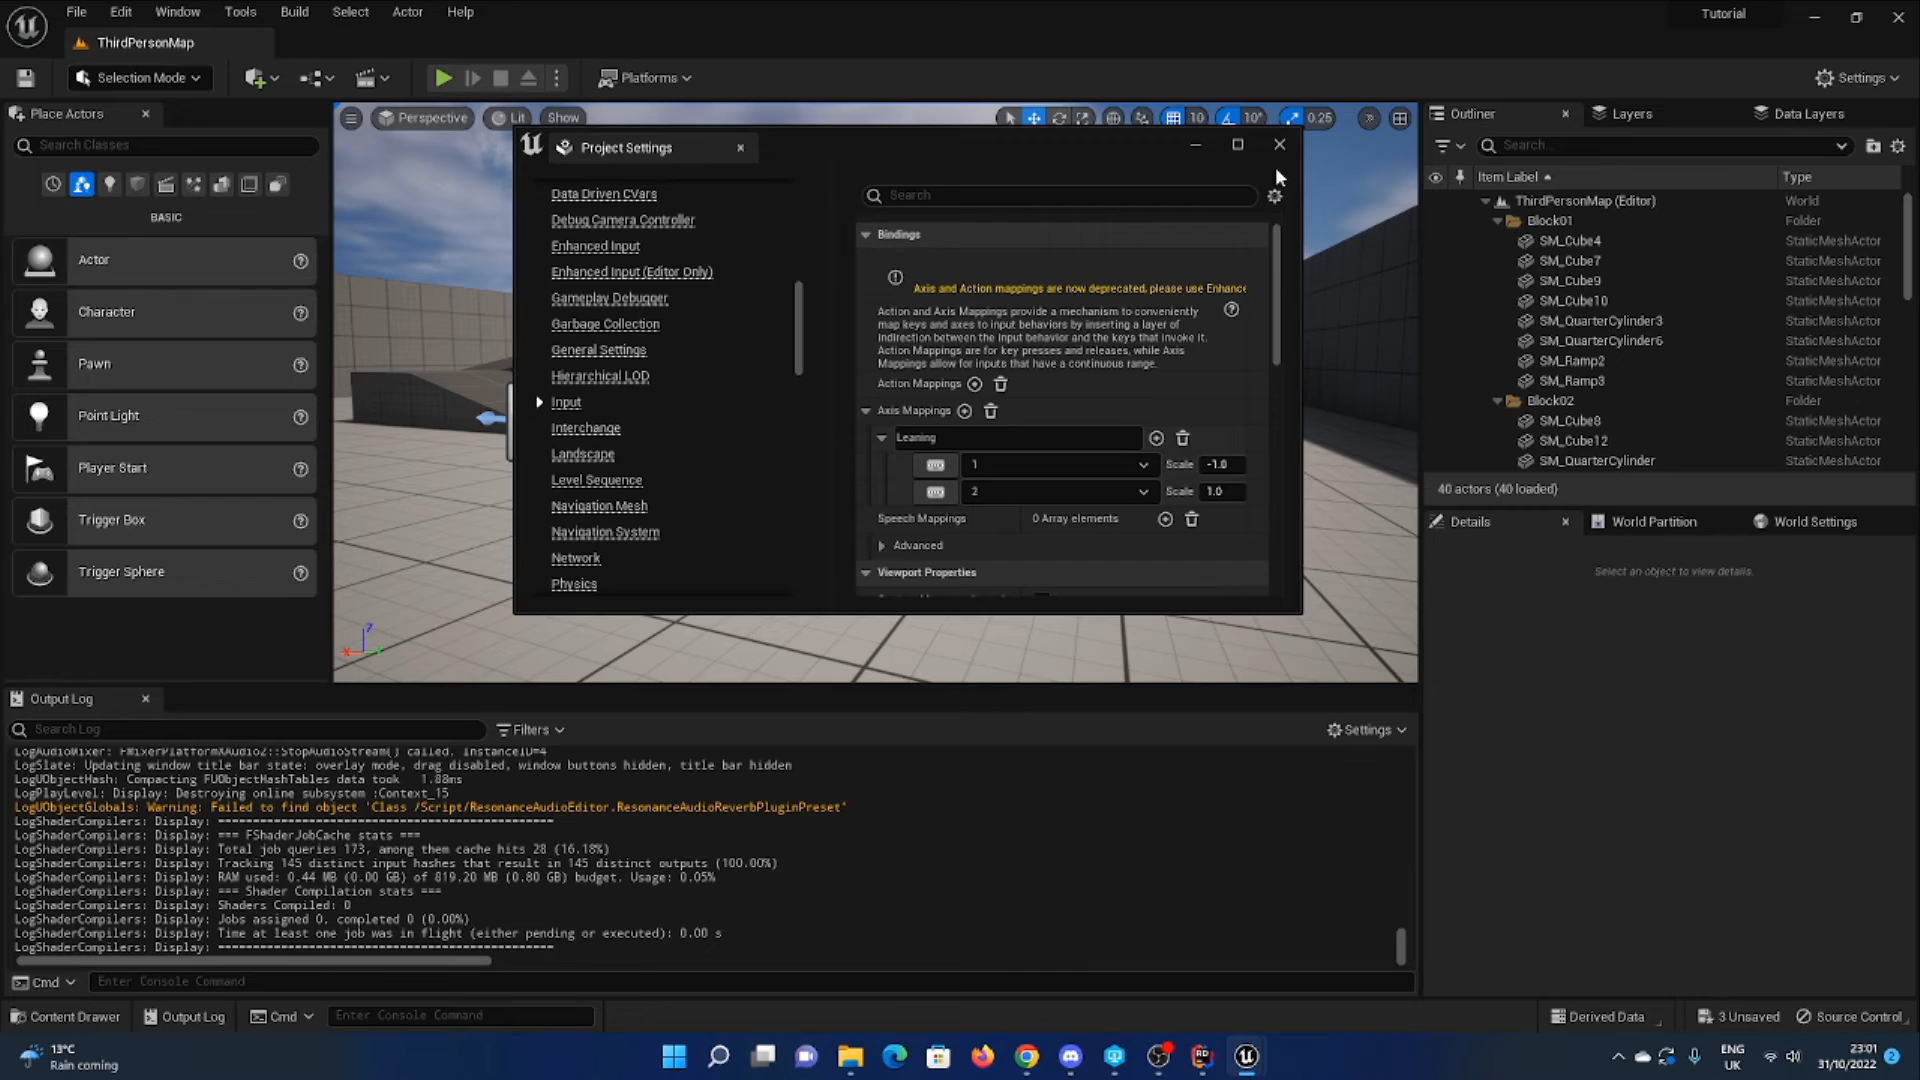 File Edit Window Tools Build Select Actor Help
Tutorial
ThirdPersonMap
Selection Mode
Platforms
Settings
Place Actors
Search Classes
BASIC
Actor
Character
Pawn
Point Light
Player Start
Trigger Box
Trigger Sphere
Perspective
Lit
Show
10
10°
0.25
Project Settings
Data Driven CVars
Debug Camera Controller
Enhanced Input
Enhanced Input (Editor Only)
Gameplay Debugger
Garbage Collection
General Settings
Hierarchical LOD
Input
Interchange
Landscape
Level Sequence
Navigation Mesh
Navigation System
Network
Physics
Search
Bindings
Axis and Action mappings are now deprecated, please use Enhance
Action and Axis Mappings provide a mechanism to conveniently
map keys and axes to input behaviors by inserting a layer of
indirection between the input behavior and the keys that invoke it.
Action Mappings are for key presses and releases, while Axis
Mappings allow for inputs that have a continuous range.
Action Mappings
Axis Mappings
Leaning
1 Scale -1.0
2 Scale 1.0
Speech Mappings 0 Array elements
Advanced
Viewport Properties
Outliner
Layers
Data Layers
Search...
Item Label Type
ThirdPersonMap (Editor) World
Block01 Folder
SM_Cube4 StaticMeshActor
SM_Cube7 StaticMeshActor
SM_Cube9 StaticMeshActor
SM_Cube10 StaticMeshActor
SM_QuarterCylinder3 StaticMeshActor
SM_QuarterCylinder6 StaticMeshActor
SM_Ramp2 StaticMeshActor
SM_Ramp3 StaticMeshActor
Block02 Folder
SM_Cube8 StaticMeshActor
SM_Cube12 StaticMeshActor
SM_QuarterCylinder StaticMeshActor
40 actors (40 loaded)
Details
World Partition
World Settings
Select an object to view details.
Z
X
Output Log
Search Log
Filters
Settings
LogAudioMixer: FMixerPlatformXAudio2::StopAudioStream() called. InstanceID=4
LogSlate: Updating window title bar state: overlay mode, drag disabled, window buttons hidden, title bar hidden
LogUObjectHash: Compacting FUObjectHashTables data took 1.88ms
LogPlayLevel: Display: Destroying online subsystem :Context_15
LogUObjectGlobals: Warning: Failed to find object 'Class /Script/ResonanceAudioEditor.ResonanceAudioReverbPluginPreset'
LogShaderCompilers: Display: ================================================
LogShaderCompilers: Display: === FShaderJobCache stats ===
LogShaderCompilers: Display: Total job queries 173, among them cache hits 28 (16.18%)
LogShaderCompilers: Display: Tracking 145 distinct input hashes that result in 145 distinct outputs (100.00%)
LogShaderCompilers: Display: RAM used: 0.44 MB (0.00 GB) of 819.20 MB (0.80 GB) budget. Usage: 0.05%
LogShaderCompilers: Display: === Shader Compilation stats ===
LogShaderCompilers: Display: Shaders Compiled: 0
LogShaderCompilers: Display: Jobs assigned 0, completed 0 (0.00%)
LogShaderCompilers: Display: Time at least one job was in flight (either pending or executed): 0.00 s
LogShaderCompilers: Display: ================================================
Cmd
Enter Console Command
Content Drawer
Output Log
Cmd
Enter Console Command
Derived Data
3 Unsaved
Source Control
13°C
Rain coming
ENG
UK
23:01
31/10/2022
2